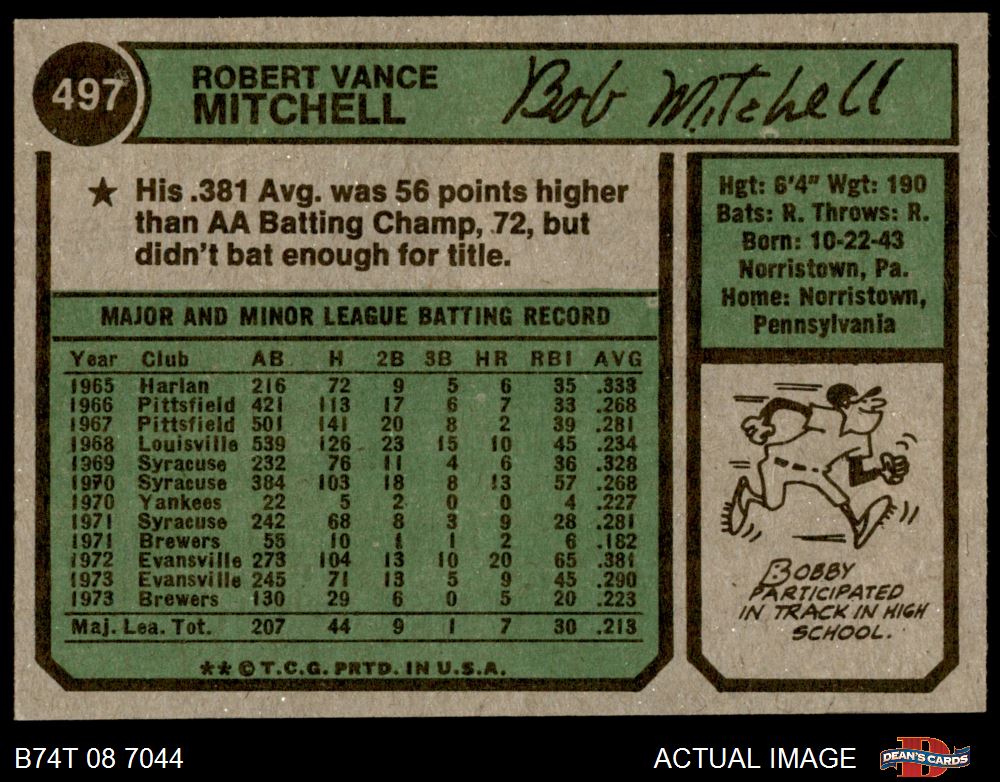 497
ROBERT VANCE
MITCHELL
Bob Mitchell
★ His .381 Avg. was 56 points higher
than AA Batting Champ, 72, but
didn't bat enough for title.
MAJOR AND MINOR LEAGUE BATTING RECORD
Year Club AB H 2B 3B HR RBI AVG
1965 Harlan 216 72 9 5 6 35 .333
1966 Pittsfield 421 113 17 6 7 33 .268
1967 Pittsfield 501 141 20 8 2 39 .281
1968 Louisville 539 126 23 15 10 45 .234
1969 Syracuse 232 76 11 4 6 36 .328
1970 Syracuse 384 103 18 8 13 57 .268
1970 Yankees 22 5 2 0 0 4 .227
1971 Syracuse 242 68 8 3 9 28 .281
1971 Brewers 55 10 1 1 2 6 .182
1972 Evansville 273 104 13 10 20 65 .381
1973 Evansville 245 71 13 5 9 45 .290
1973 Brewers 130 29 6 0 5 20 .223
Maj. Lea. Tot. 207 44 9 1 7 30 .213
** © T.C.G. PRTD. IN U.S.A.
Hgt: 6'4" Wgt: 190
Bats: R. Throws: R.
Born: 10-22-43
Norristown, Pa.
Home: Norristown,
Pennsylvania
BOBBY
PARTICIPATED
IN TRACK IN HIGH
SCHOOL.
B74T 08 7044
ACTUAL IMAGE
DEAN'S CARDS